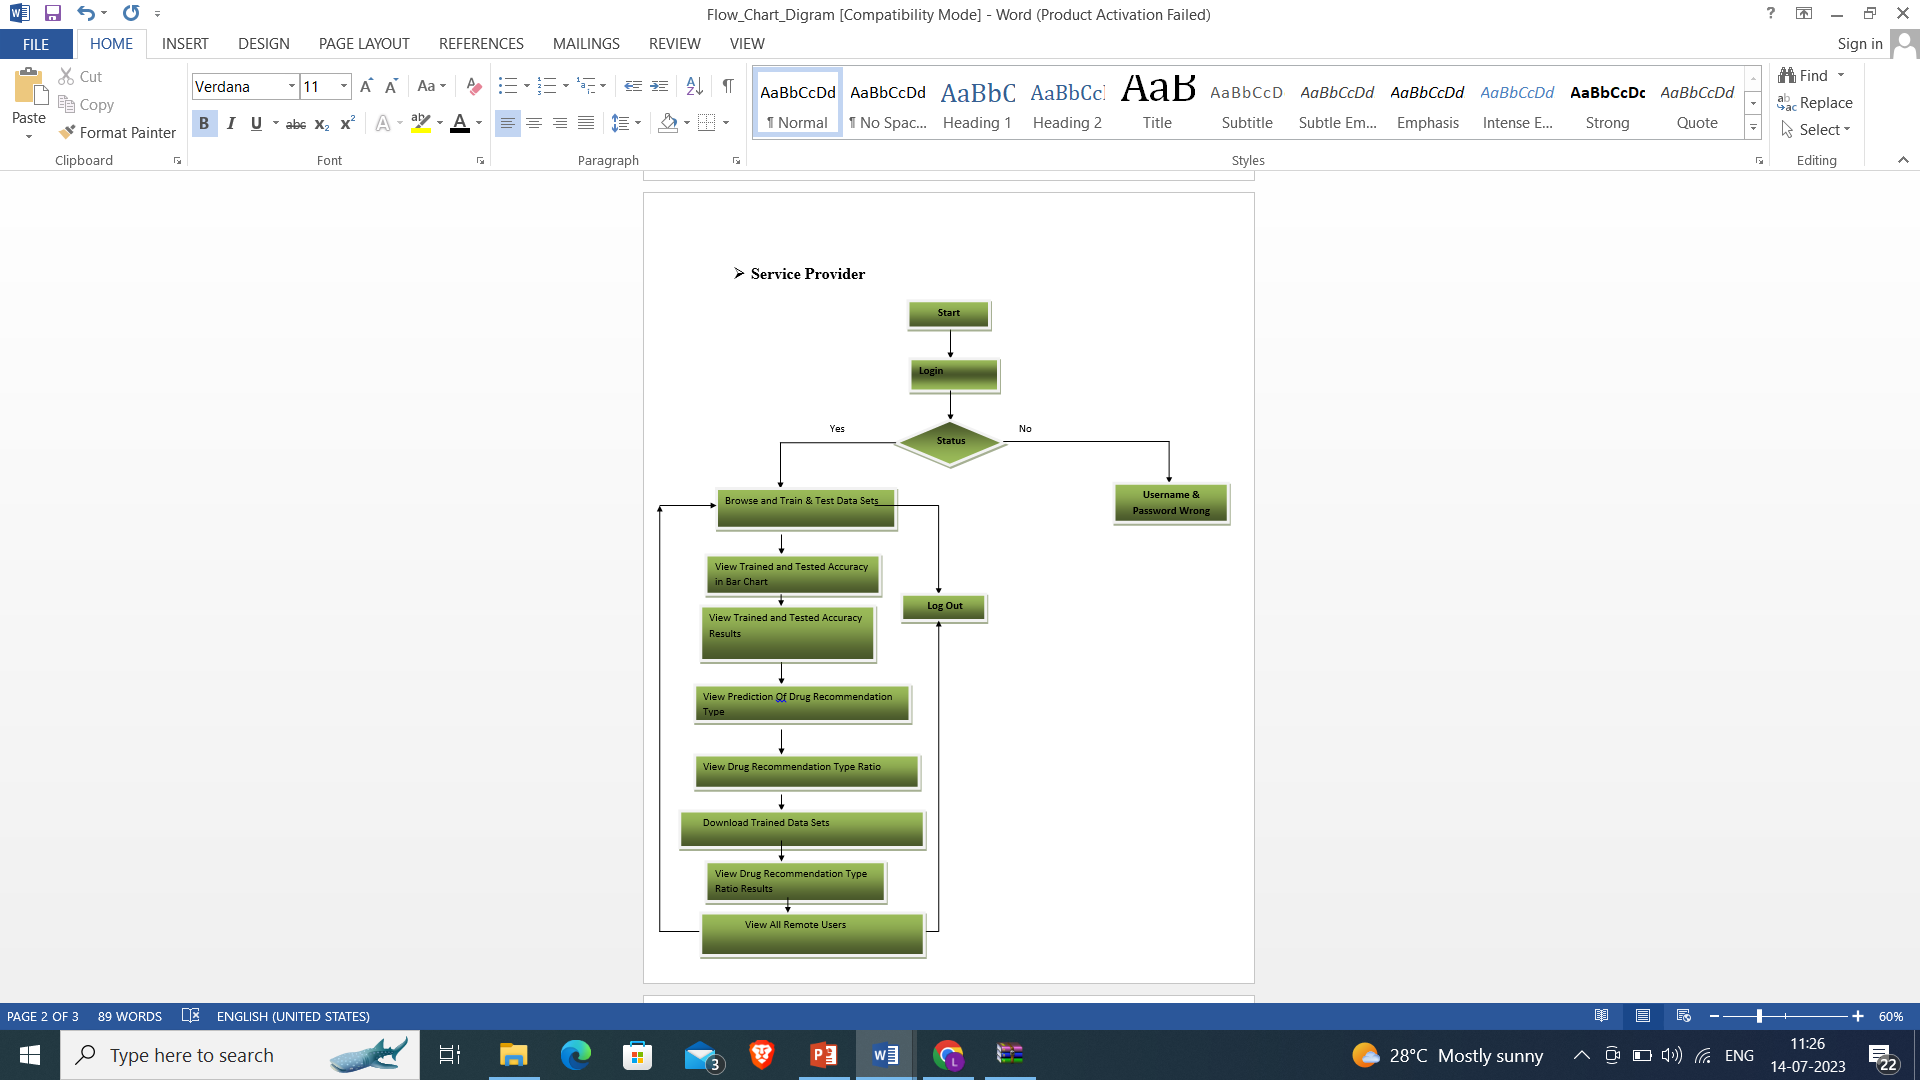 Flow_Chart_Digram [Compatibility Mode] - Word (Product Activation Failed)
?
FILE HOME INSERT DESIGN PAGE LAYOUT REFERENCES MAILINGS REVIEW VIEW Sign in
Paste
Cut
Copy
Format Painter
Clipboard
Verdana 11
Font
Paragraph
AaBbCcDd AaBbCcDd AaBbC AaBbCc AaB AaBbCcD AaBbCcDd AaBbCcDd AaBbCcDd AaBbCcDc AaBbCcDd
¶ Normal ¶ No Spac... Heading 1 Heading 2 Title Subtitle Subtle Em... Emphasis Intense E... Strong Quote
Styles
Find
Replace
Select
Editing
➢ Service Provider
Start
Login
Status
Yes
No
Browse and Train & Test Data Sets
Username &
Password Wrong
View Trained and Tested Accuracy
in Bar Chart
Log Out
View Trained and Tested Accuracy
Results
View Prediction Of Drug Recommendation
Type
View Drug Recommendation Type Ratio
Download Trained Data Sets
View Drug Recommendation Type
Ratio Results
View All Remote Users
PAGE 2 OF 3 89 WORDS ENGLISH (UNITED STATES) 60%
Type here to search
3
28°C Mostly sunny
ENG
11:26
14-07-2023
22